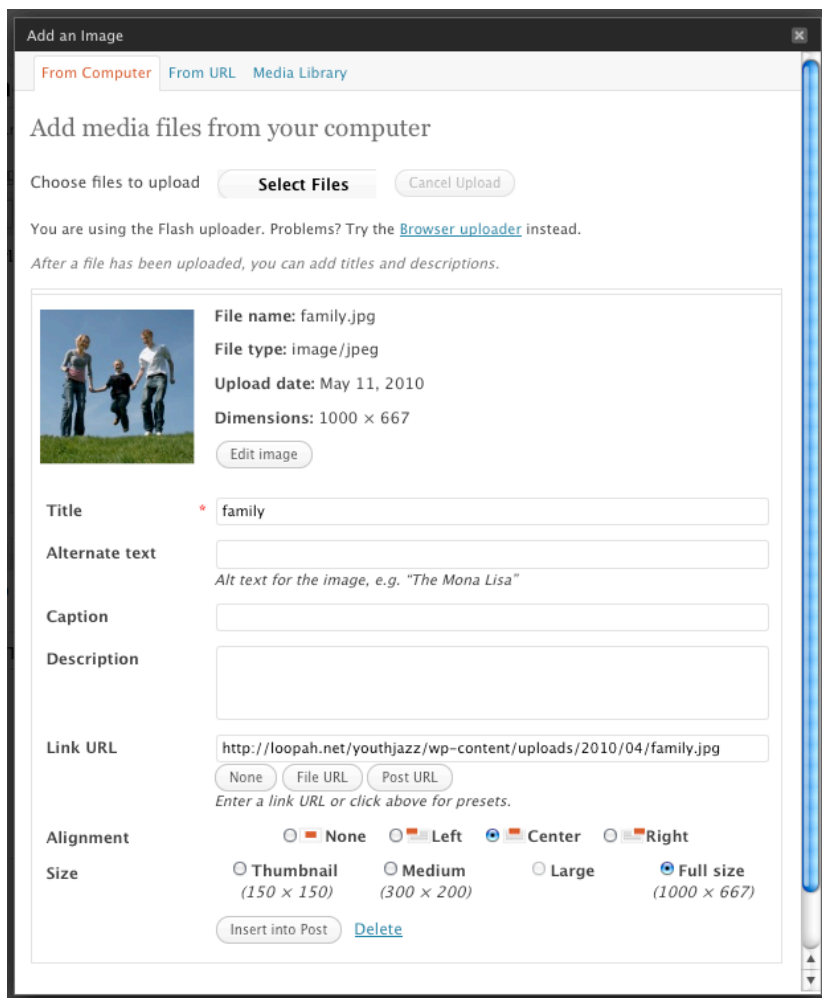 Add an Image
From Computer From URL Media Library
Add media files from your computer
Choose files to upload Select Files Cancel Upload
You are using the Flash uploader. Problems? Try the Browser uploader instead.
After a file has been uploaded, you can add titles and descriptions.
File name: family.jpg
File type: image/jpeg
Upload date: May 11, 2010
Dimensions: 1000 × 667
Edit image
Title * family
Alternate text
Alt text for the image, e.g. “The Mona Lisa”
Caption
Description
Link URL http://loopah.net/youthjazz/wp-content/uploads/2010/04/family.jpg
None File URL Post URL
Enter a link URL or click above for presets.
Alignment None Left Center Right
Size Thumbnail Medium Large Full size
(150 × 150) (300 × 200) (1000 × 667)
Insert into Post Delete